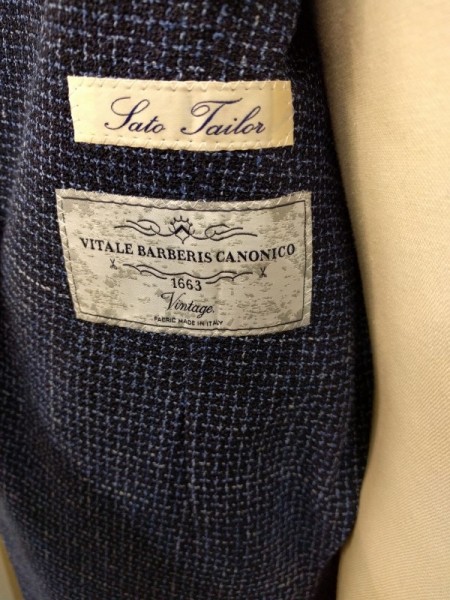 Sato Tailor
VITALE BARBERIS CANONICO
1663
Vintage
FABRIC MADE IN ITALY